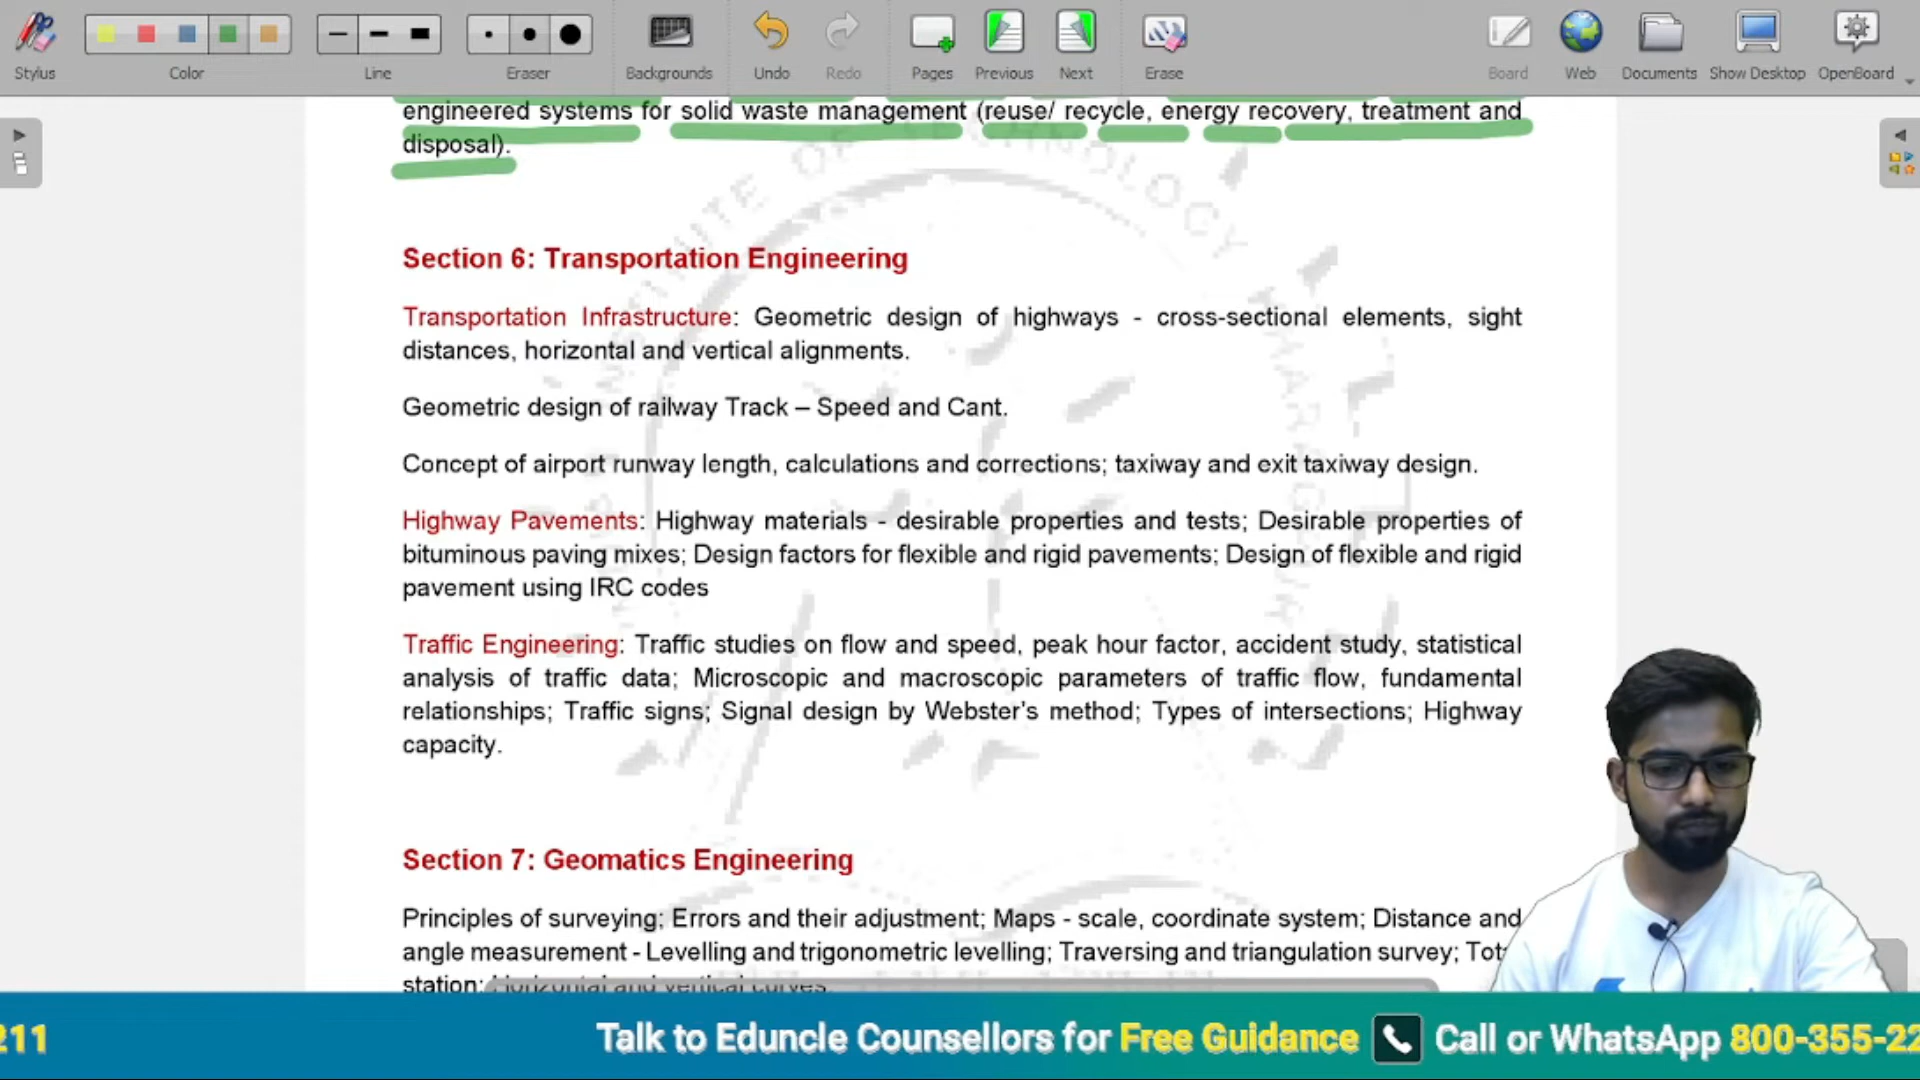 Stylus
Color
Line
Eraser
Backgrounds
Undo
Redo
Pages
Previous
Next
Erase
Board
Web
Documents
Show Desktop
OpenBoard
engineered systems for solid waste management (reuse/ recycle, energy recovery, treatment and
disposal).
Section 6: Transportation Engineering
Transportation Infrastructure: Geometric design of highways - cross-sectional elements, sight
distances, horizontal and vertical alignments.
Geometric design of railway Track – Speed and Cant.
Concept of airport runway length, calculations and corrections; taxiway and exit taxiway design.
Highway Pavements: Highway materials - desirable properties and tests; Desirable properties of
bituminous paving mixes; Design factors for flexible and rigid pavements; Design of flexible and rigid
pavement using IRC codes
Traffic Engineering: Traffic studies on flow and speed, peak hour factor, accident study, statistical
analysis of traffic data; Microscopic and macroscopic parameters of traffic flow, fundamental
relationships; Traffic signs; Signal design by Webster's method; Types of intersections; Highway
capacity.
Section 7: Geomatics Engineering
Principles of surveying; Errors and their adjustment; Maps - scale, coordinate system; Distance and
angle measurement - Levelling and trigonometric levelling; Traversing and triangulation survey; Tot
station; Horizontal and vertical curves.
211 Talk to Eduncle Counsellors for Free Guidance Call or WhatsApp 800-355-22